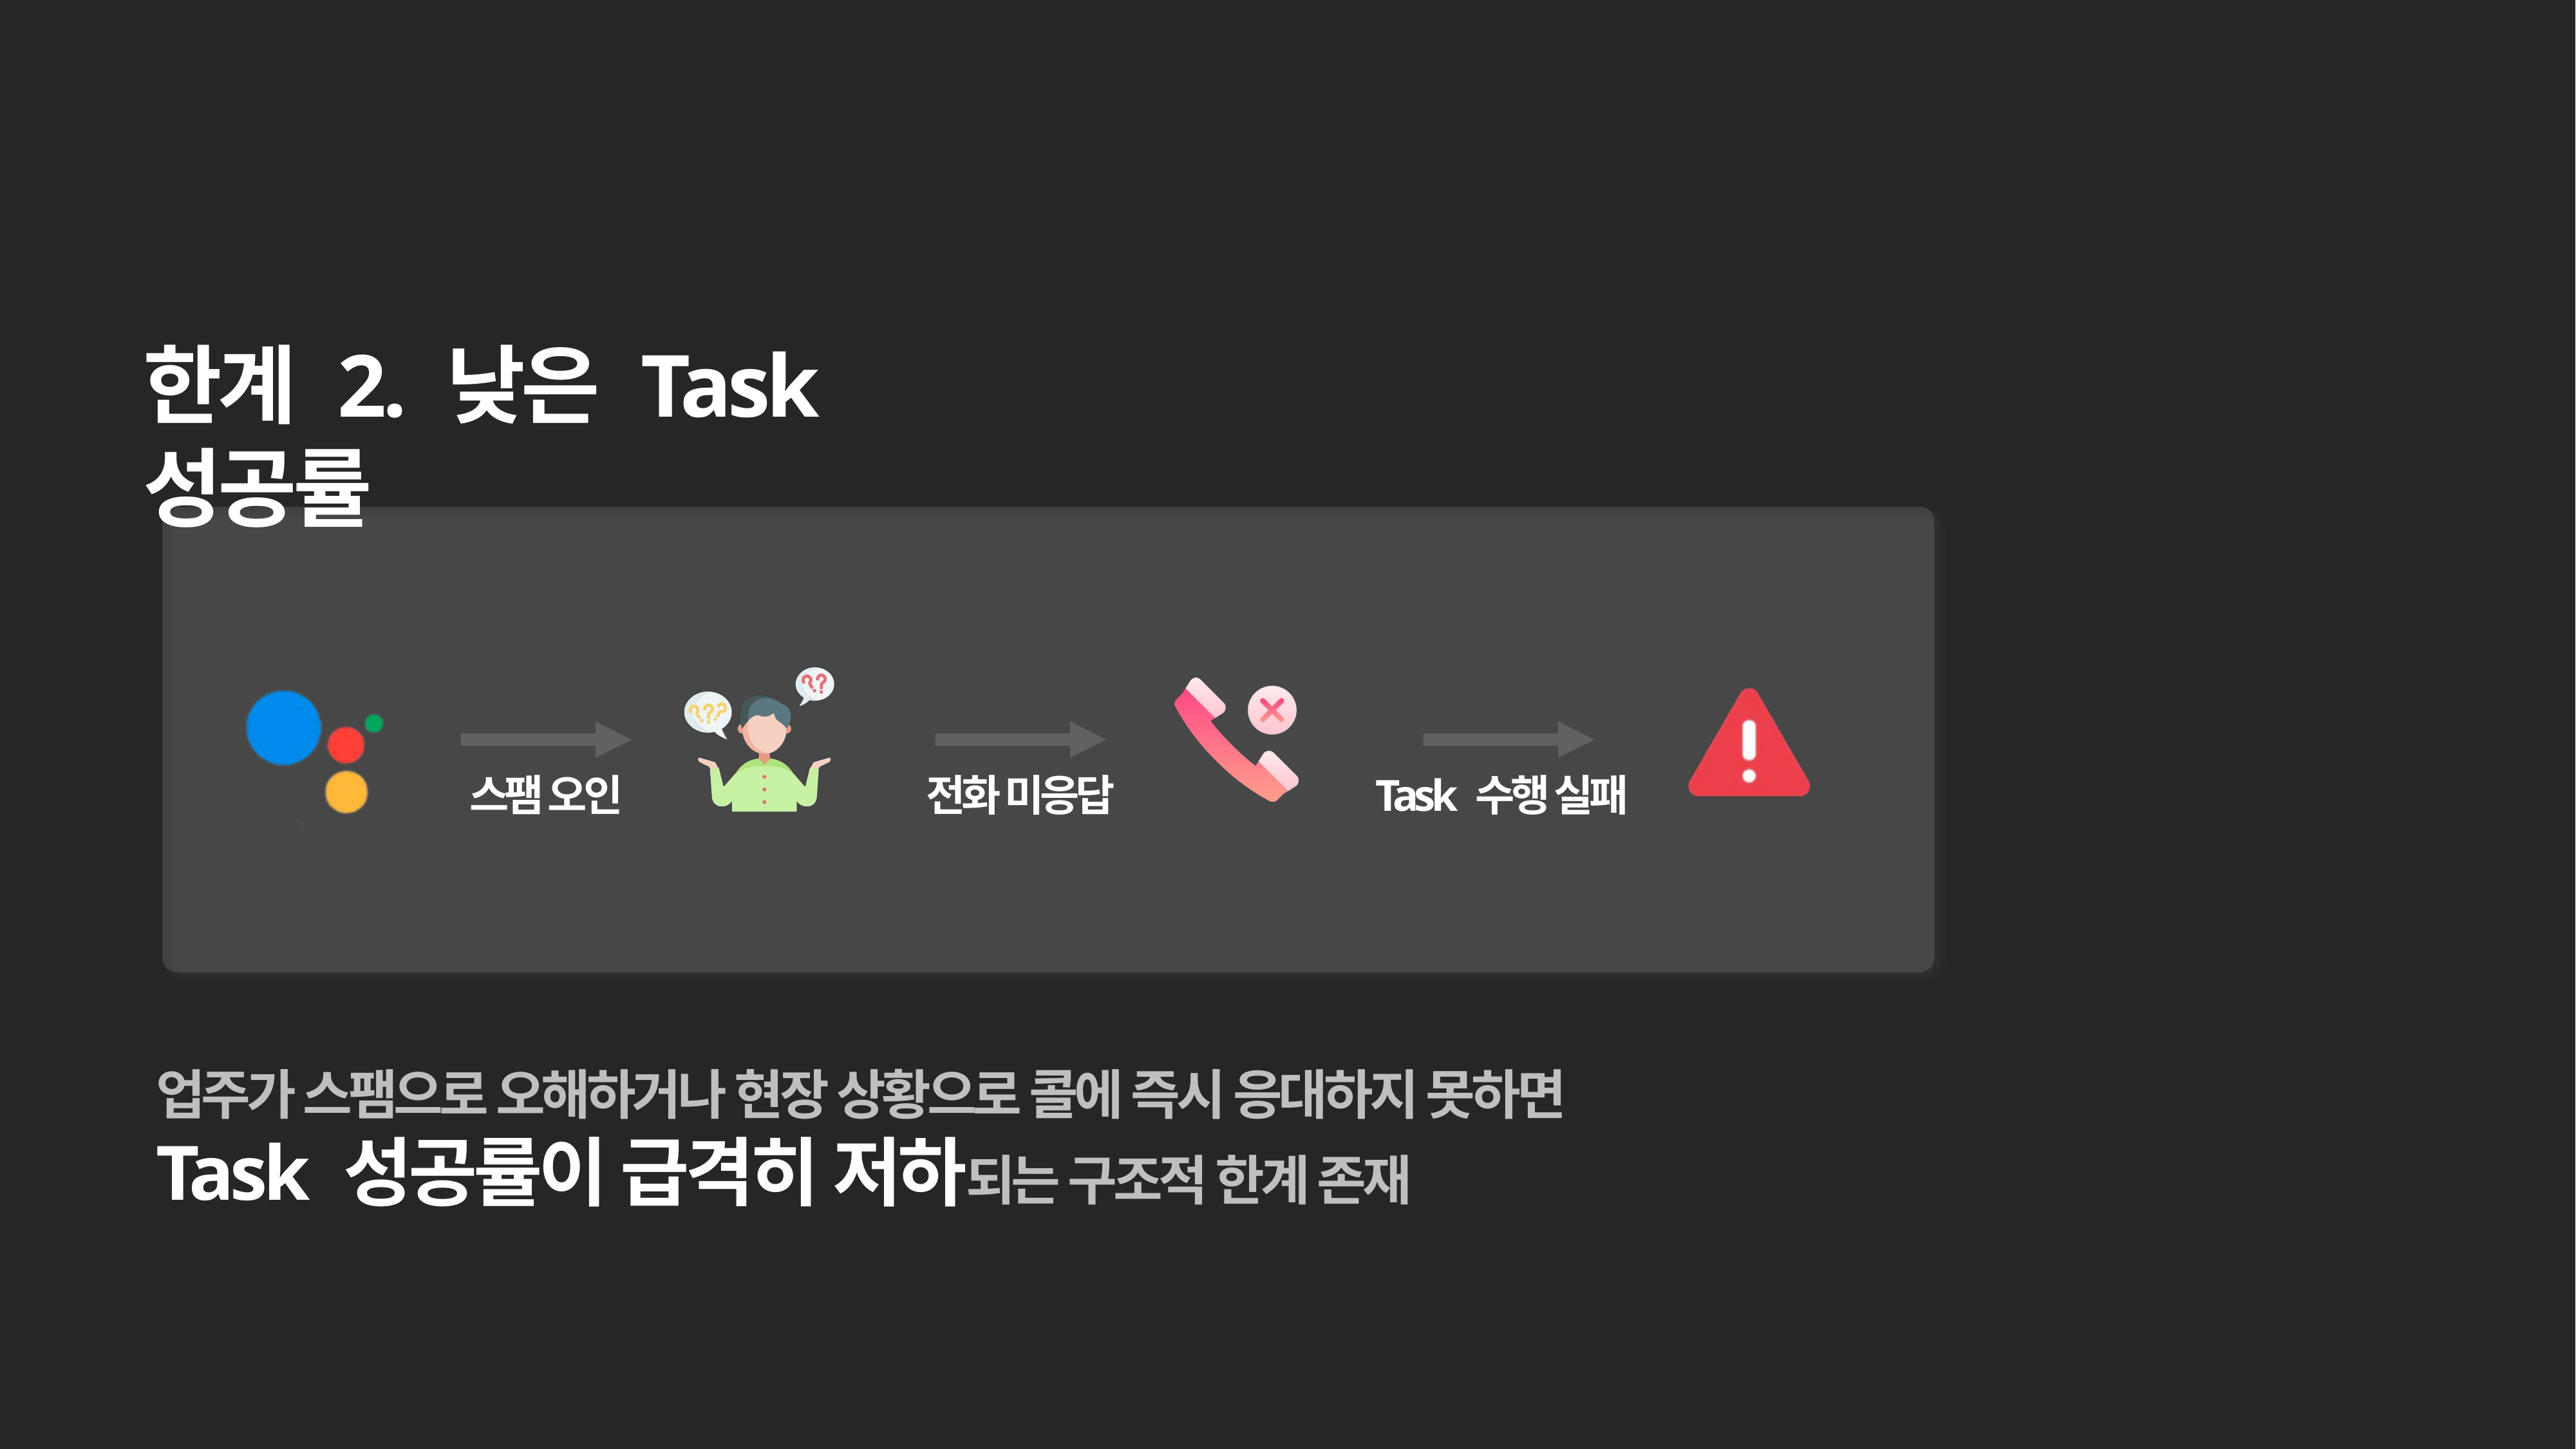 한계 2. 낮은 Task
성공률
??
???
스팸 오인
전화 미응답
Task 수행 실패
업주가 스팸으로 오해하거나 현장 상황으로 콜에 즉시 응대하지 못하면
Task 성공률이 급격히 저하되는 구조적 한계 존재